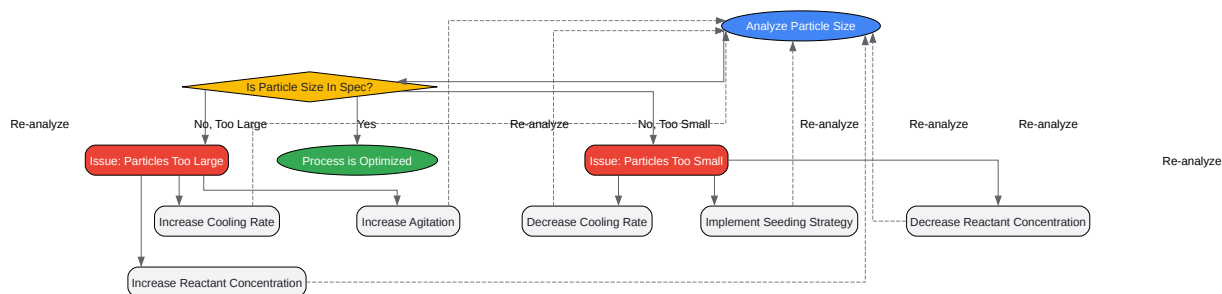 Analyze Particle Size
Is Particle Size In Spec?
Re-analyze
No, Too Large
Yes
Re-analyze
No, Too Small
Re-analyze
Re-analyze
Re-analyze
Issue: Particles Too Large
Process is Optimized
Issue: Particles Too Small
Re-analyze
Increase Cooling Rate
Increase Agitation
Decrease Cooling Rate
Implement Seeding Strategy
Decrease Reactant Concentration
Increase Reactant Concentration